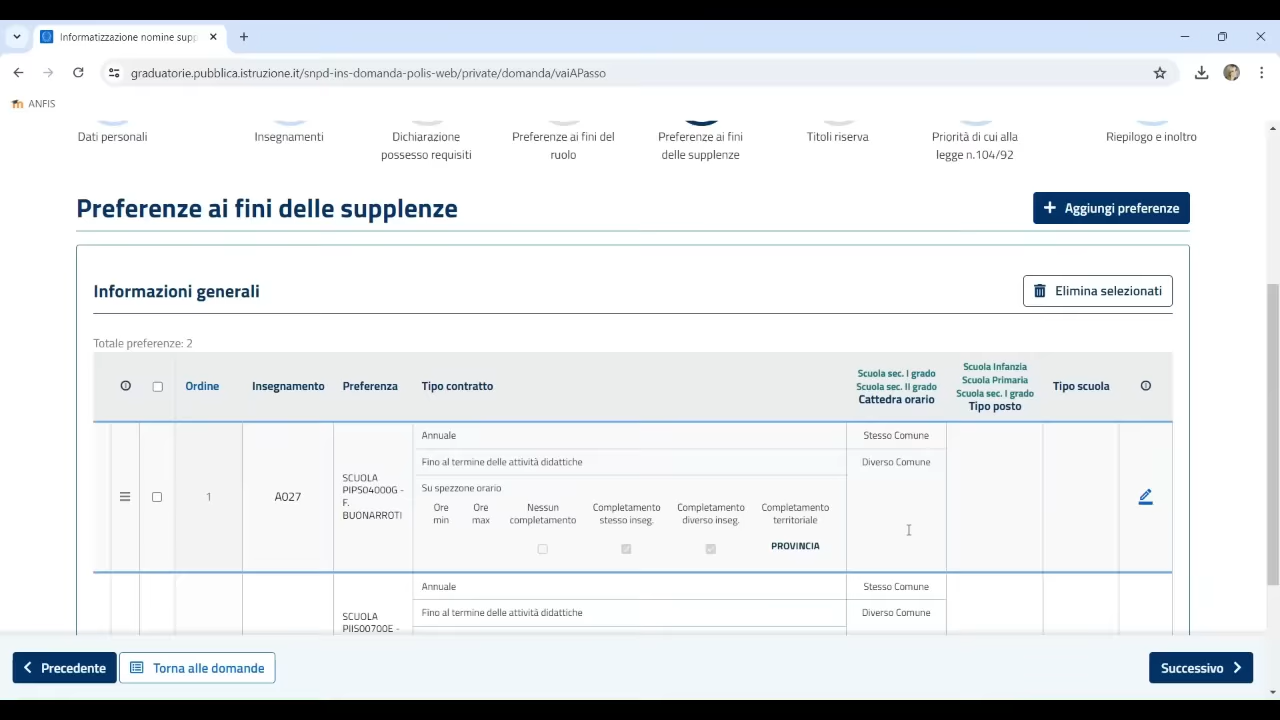 Informatizzazione nomine supp
graduatorie.pubblica.istruzione.it/snpd-ins-domanda-polis-web/private/domanda/vaiAPasso
ANFIS
Dati personali
Insegnamenti
Dichiarazione
possesso requisiti
Preferenze ai fini del
ruolo
Preferenze ai fini
delle supplenze
Titoli riserva
Priorità di cui alla
legge n.104/92
Riepilogo e inoltro
Preferenze ai fini delle supplenze
+ Aggiungi preferenze
Informazioni generali
Elimina selezionati
Totale preferenze: 2
Ordine
Insegnamento
Preferenza
Tipo contratto
Scuola sec. I grado
Scuola sec. II grado
Cattedra orario
Scuola Infanzia
Scuola Primaria
Scuola sec. I grado
Tipo posto
Tipo scuola
1
A027
SCUOLA
PIPS04000G -
F.
BUONARROTI
Annuale
Fino al termine delle attività didattiche
Su spezzone orario
Ore
min
Ore
max
Nessun
completamento
Completamento
stesso inseg.
Completamento
diverso inseg.
Completamento
territoriale
PROVINCIA
Stesso Comune
Diverso Comune
SCUOLA
PIIS00700E -
Annuale
Fino al termine delle attività didattiche
Stesso Comune
Diverso Comune
Precedente
Torna alle domande
Successivo